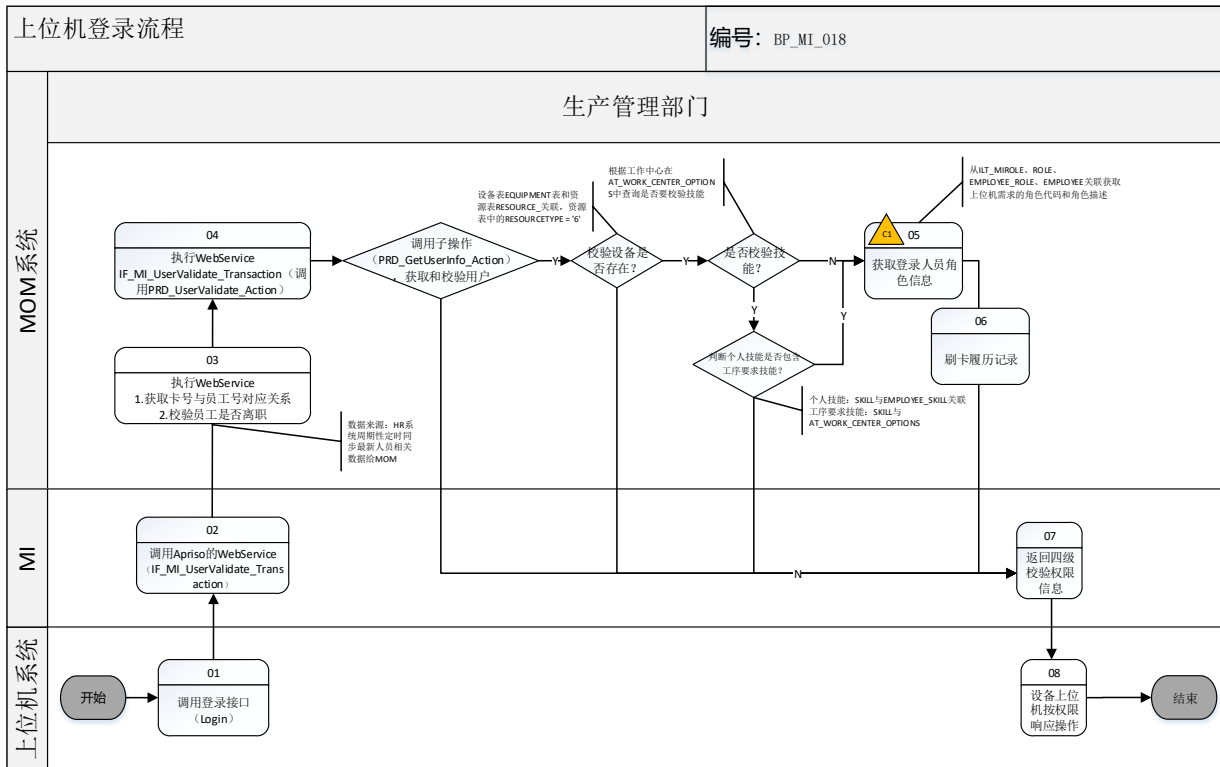 上位机登录流程
编号：BP_MI_018
生产管理部门
MOM系统
MI
上位机系统
根据工作中心在
AT_WORK_CENTER_OPTION
S中查询是否要校验技能
从ILT_MIROLE、ROLE、
EMPLOYEE_ROLE、EMPLOYEE关联获取
上位机需求的角色代码和角色描述
设备表EQUIPMENT表和资
源表RESOURCE_关联，资源
表中的RESOURCETYPE = '6'
04
执行WebService
IF_MI_UserValidate_Transaction（调
用PRD_UserValidate_Action）
调用子操作
（PRD_GetUserInfo_Action）
，获取和校验用户
Y
校验设备是
否存在？
Y
是否校验技
能？
N
C1
05
获取登录人员角
色信息
Y
Y
06
刷卡履历记录
03
执行WebService
1.获取卡号与员工号对应关系
2.校验员工是否离职
判断个人技能是否包含
工序要求技能？
个人技能：SKILL与EMPLOYEE_SKILL关联
工序要求技能：SKILL与
AT_WORK_CENTER_OPTIONS
数据来源：HR系
统周期性定时同
步最新人员相关
数据给MOM
02
调用Apriso的WebService
（IF_MI_UserValidate_Trans
action）
N
07
返回四级
校验权限
信息
开始
01
调用登录接口
（Login）
08
设备上位
机按权限
响应操作
结束